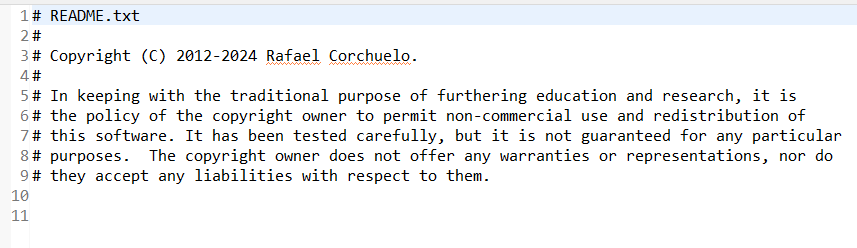 1 # README.txt
2 #
3 # Copyright (C) 2012-2024 Rafael Corchuelo.
4 #
5 # In keeping with the traditional purpose of furthering education and research, it is
6 # the policy of the copyright owner to permit non-commercial use and redistribution of
7 # this software. It has been tested carefully, but it is not guaranteed for any particular
8 # purposes.  The copyright owner does not offer any warranties or representations, nor do
9 # they accept any liabilities with respect to them.
10
11